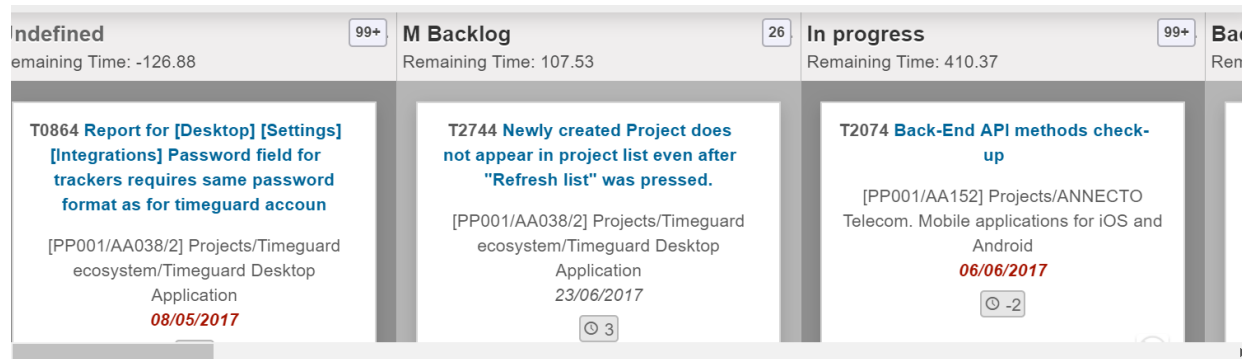 ndefined 99+
emaining Time: -126.88
T0864 Report for [Desktop] [Settings]
[Integrations] Password field for
trackers requires same password
format as for timeguard accoun
[PP001/AA038/2] Projects/Timeguard
ecosystem/Timeguard Desktop
Application
08/05/2017
M Backlog 26
Remaining Time: 107.53
T2744 Newly created Project does
not appear in project list even after
"Refresh list" was pressed.
[PP001/AA038/2] Projects/Timeguard
ecosystem/Timeguard Desktop
Application
23/06/2017
3
In progress 99+
Remaining Time: 410.37
T2074 Back-End API methods check-
up
[PP001/AA152] Projects/ANNECTO
Telecom. Mobile applications for iOS and
Android
06/06/2017
-2
Ba
Ren